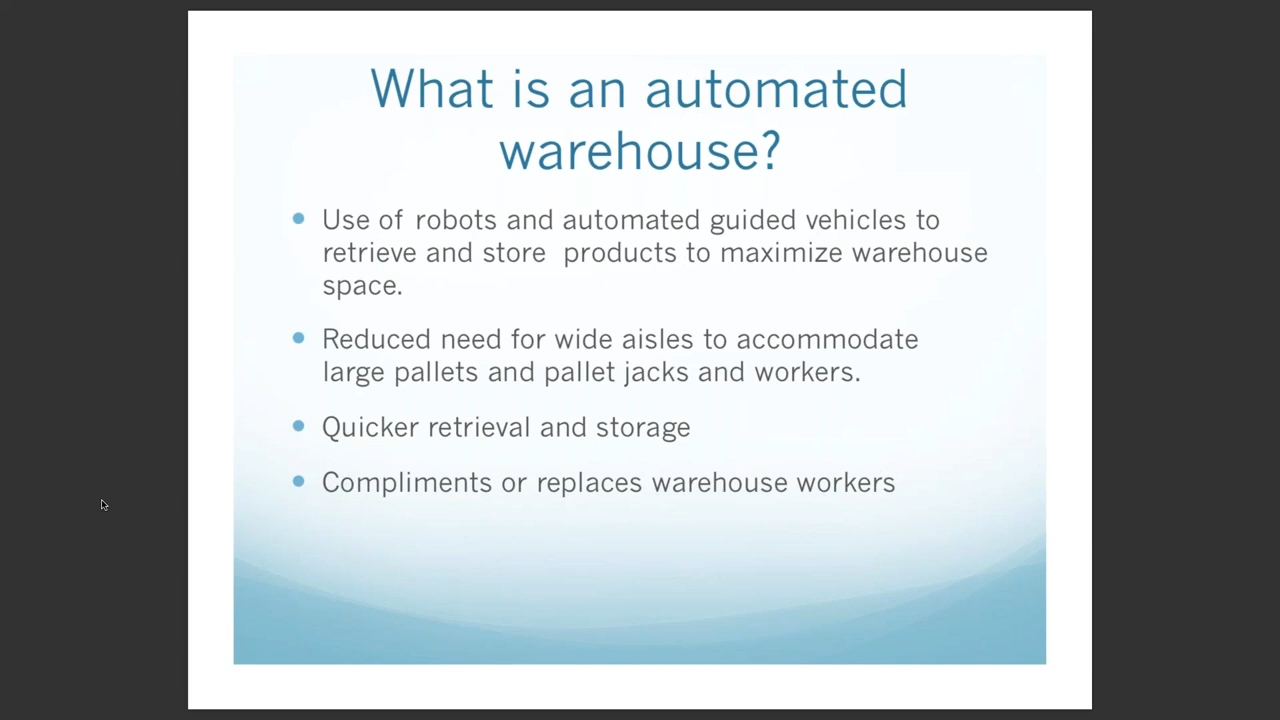 What is an automated
warehouse?
Use of robots and automated guided vehicles to
retrieve and store  products to maximize warehouse
space.
Reduced need for wide aisles to accommodate
large pallets and pallet jacks and workers.
Quicker retrieval and storage
Compliments or replaces warehouse workers